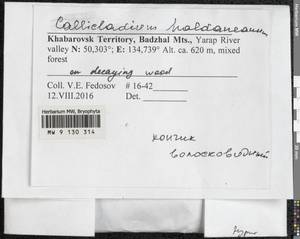 Callicladium haldaneanum
Khabarovsk Territory, Badzhal Mts., Yarap River
valley N: 50,303°; E: 134,739° Alt. ca. 620 m, mixed
forest
on decaying wood
Coll. V.E. Fedosov # 16-42
12.VIII.2016 Det.
Herbarium MW, Bryophyta
MW 9 130 314
кончик
волосковидный